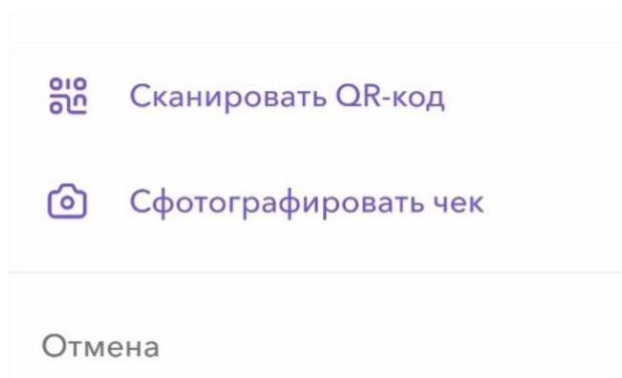 Сканировать QR-код
Сфотографировать чек
Отмена